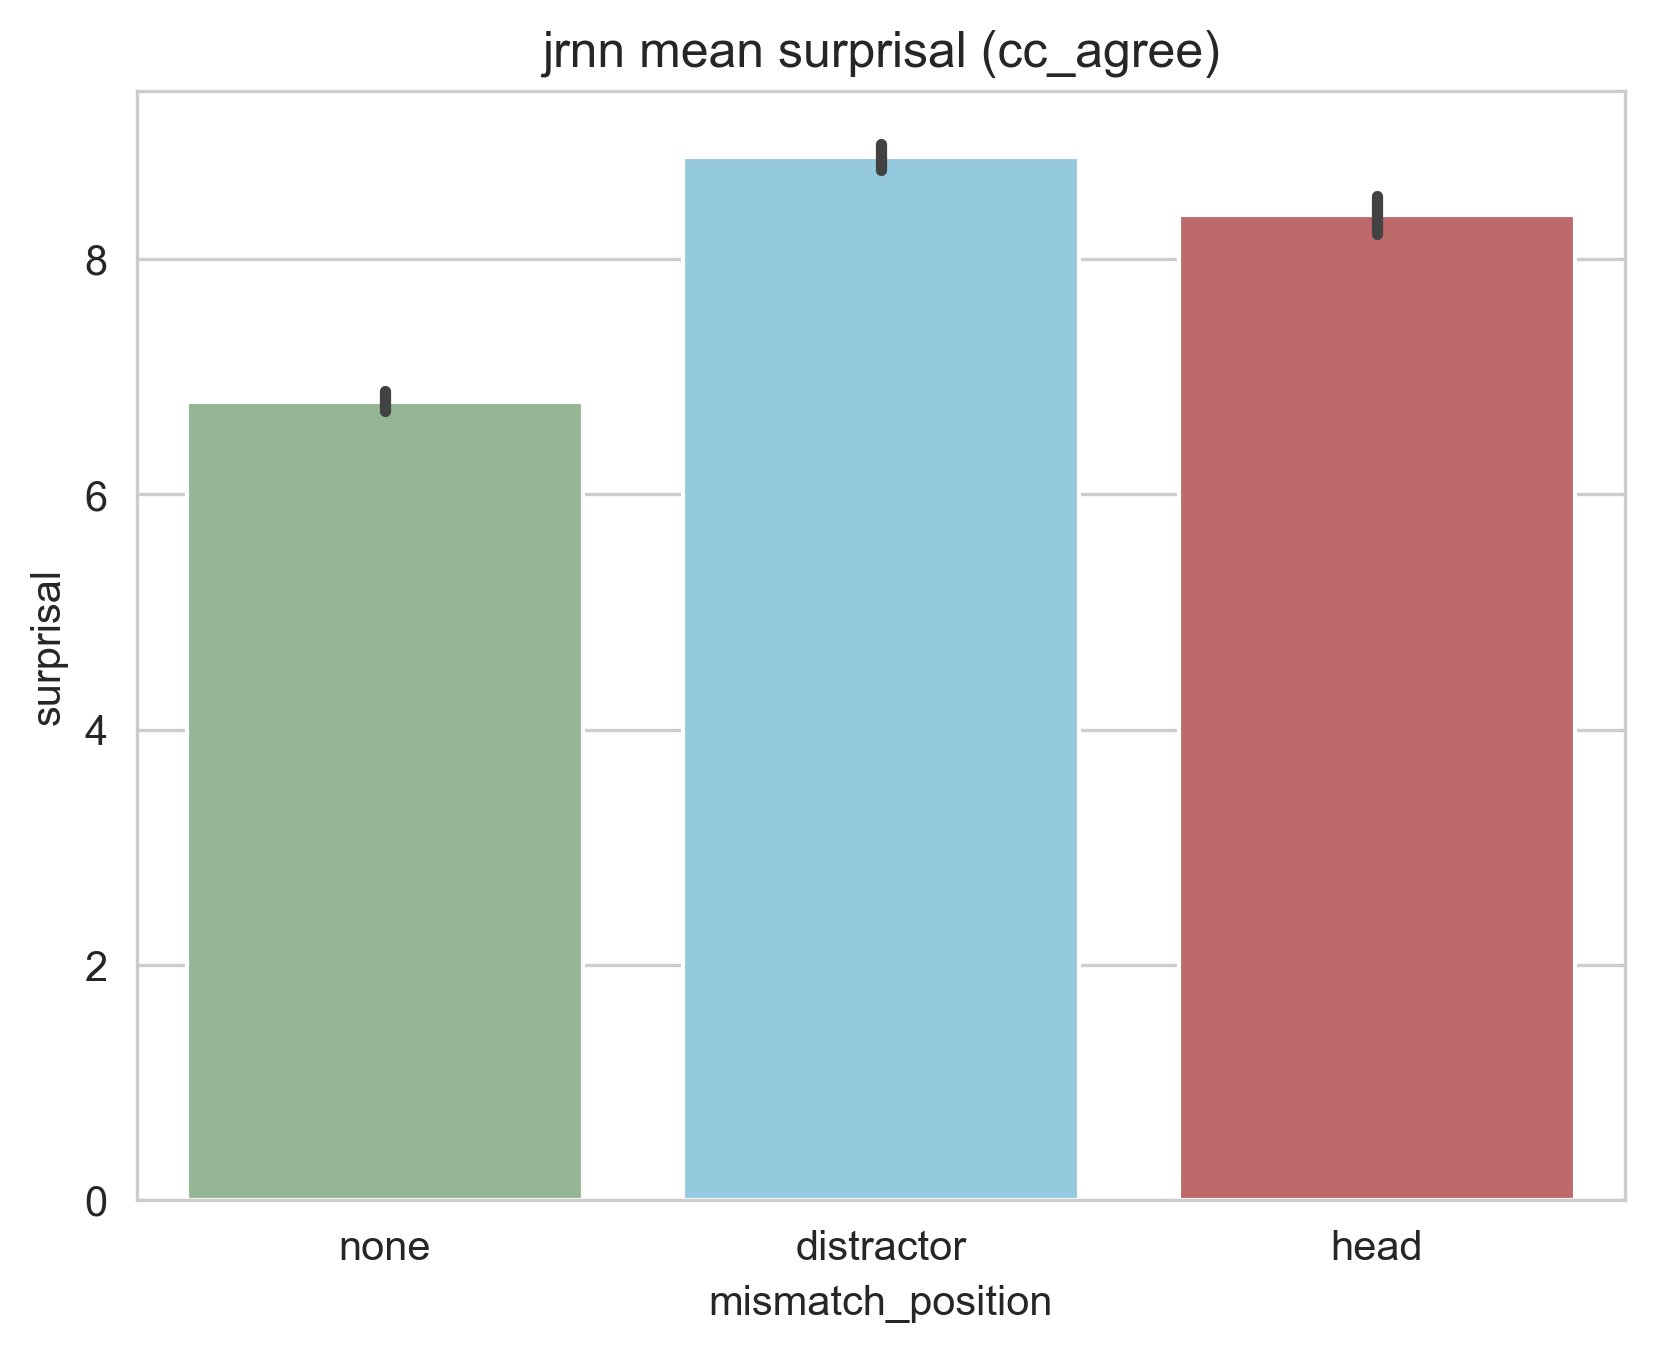 jrnn mean surprisal (cc_agree)
8
6
4
2
0
surprisal
none distractor head
mismatch_position